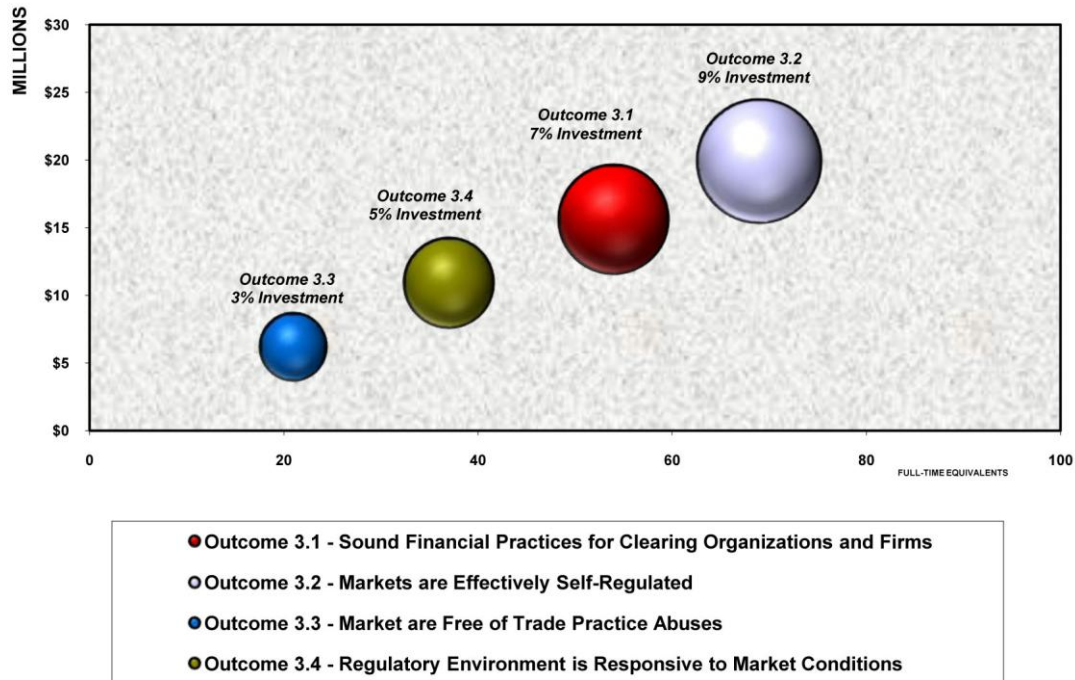 MILLIONS
$30
$25
$20
$15
$10
$5
$0
Outcome 3.2
9% Investment
Outcome 3.1
7% Investment
Outcome 3.4
5% Investment
Outcome 3.3
3% Investment
0 20 40 60 80 100
FULL-TIME EQUIVALENTS
Outcome 3.1 - Sound Financial Practices for Clearing Organizations and Firms
Outcome 3.2 - Markets are Effectively Self-Regulated
Outcome 3.3 - Market are Free of Trade Practice Abuses
Outcome 3.4 - Regulatory Environment is Responsive to Market Conditions